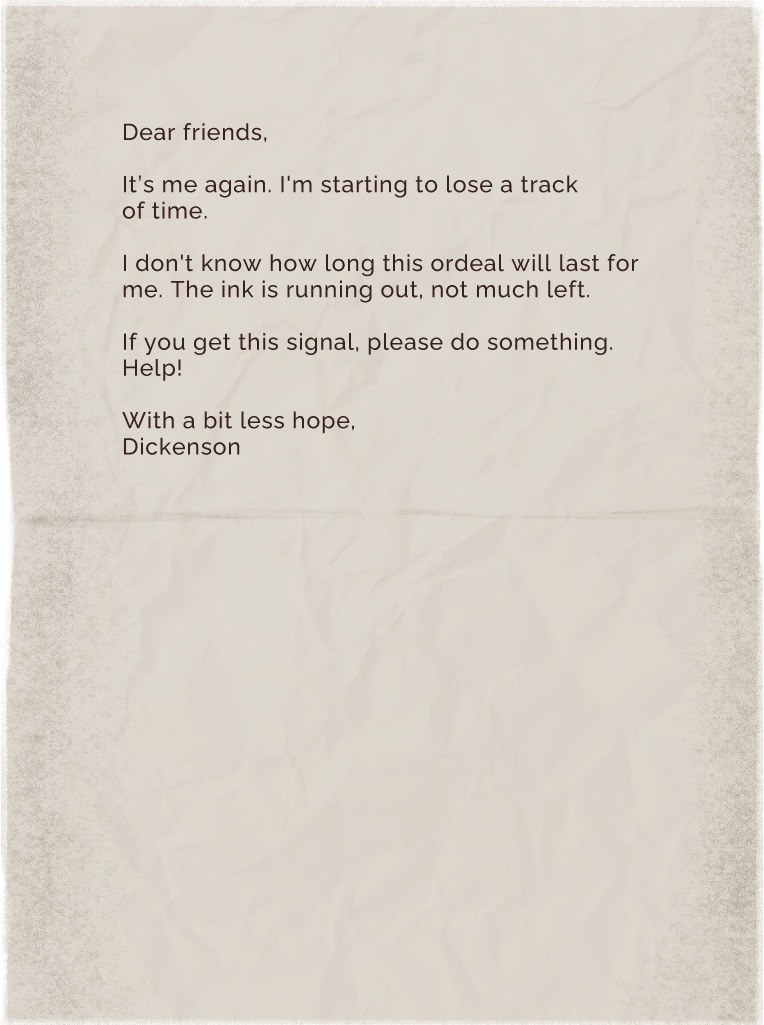 Dear friends,
It’s me again. I'm starting to lose a track
of time.
I don't know how long this ordeal will last for
me. The ink is running out, not much left.
If you get this signal, please do something.
Help!
With a bit less hope,
Dickenson